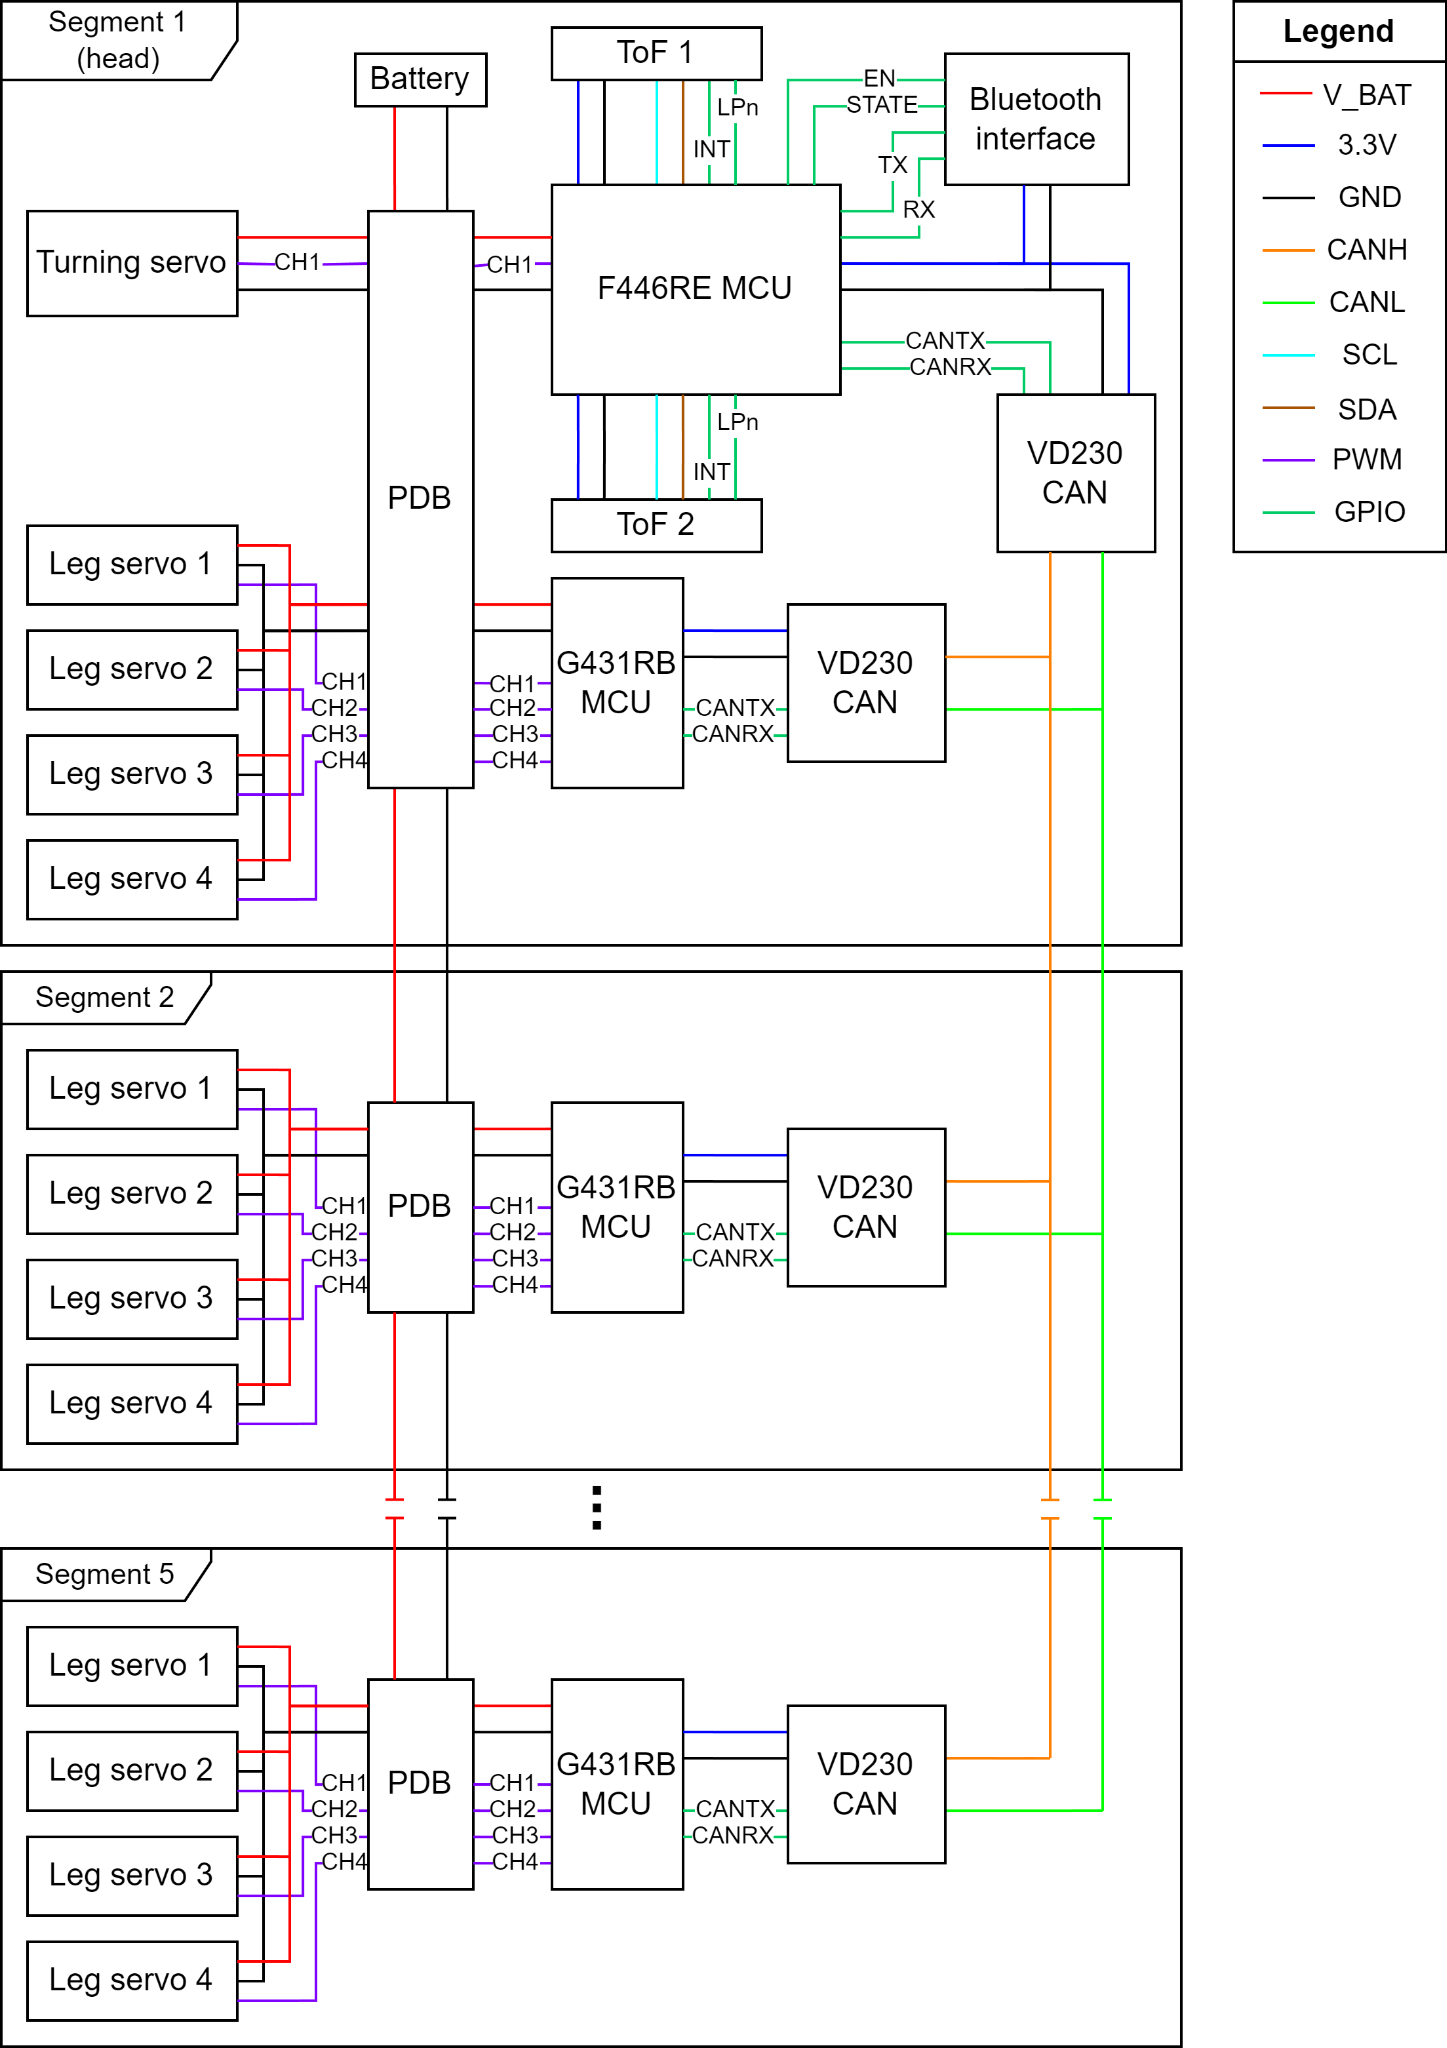 Segment 1
(head)
Battery
ToF 1
LPn
INT
EN
STATE
TX
RX
Bluetooth
interface
Legend
V_BAT
3.3V
GND
CANH
CANL
SCL
SDA
PWM
GPIO
Turning servo
CH1
CH1
F446RE MCU
CANTX
CANRX
PDB
LPn
INT
ToF 2
VD230
CAN
Leg servo 1
Leg servo 2
Leg servo 3
Leg servo 4
CH1
CH2
CH3
CH4
CH1
CH2
CH3
CH4
G431RB
MCU
CANTX
CANRX
VD230
CAN
Segment 2
Leg servo 1
Leg servo 2
Leg servo 3
Leg servo 4
CH1
CH2
CH3
CH4
PDB
CH1
CH2
CH3
CH4
G431RB
MCU
CANTX
CANRX
VD230
CAN
Segment 5
Leg servo 1
Leg servo 2
Leg servo 3
Leg servo 4
CH1
CH2
CH3
CH4
PDB
CH1
CH2
CH3
CH4
G431RB
MCU
CANTX
CANRX
VD230
CAN